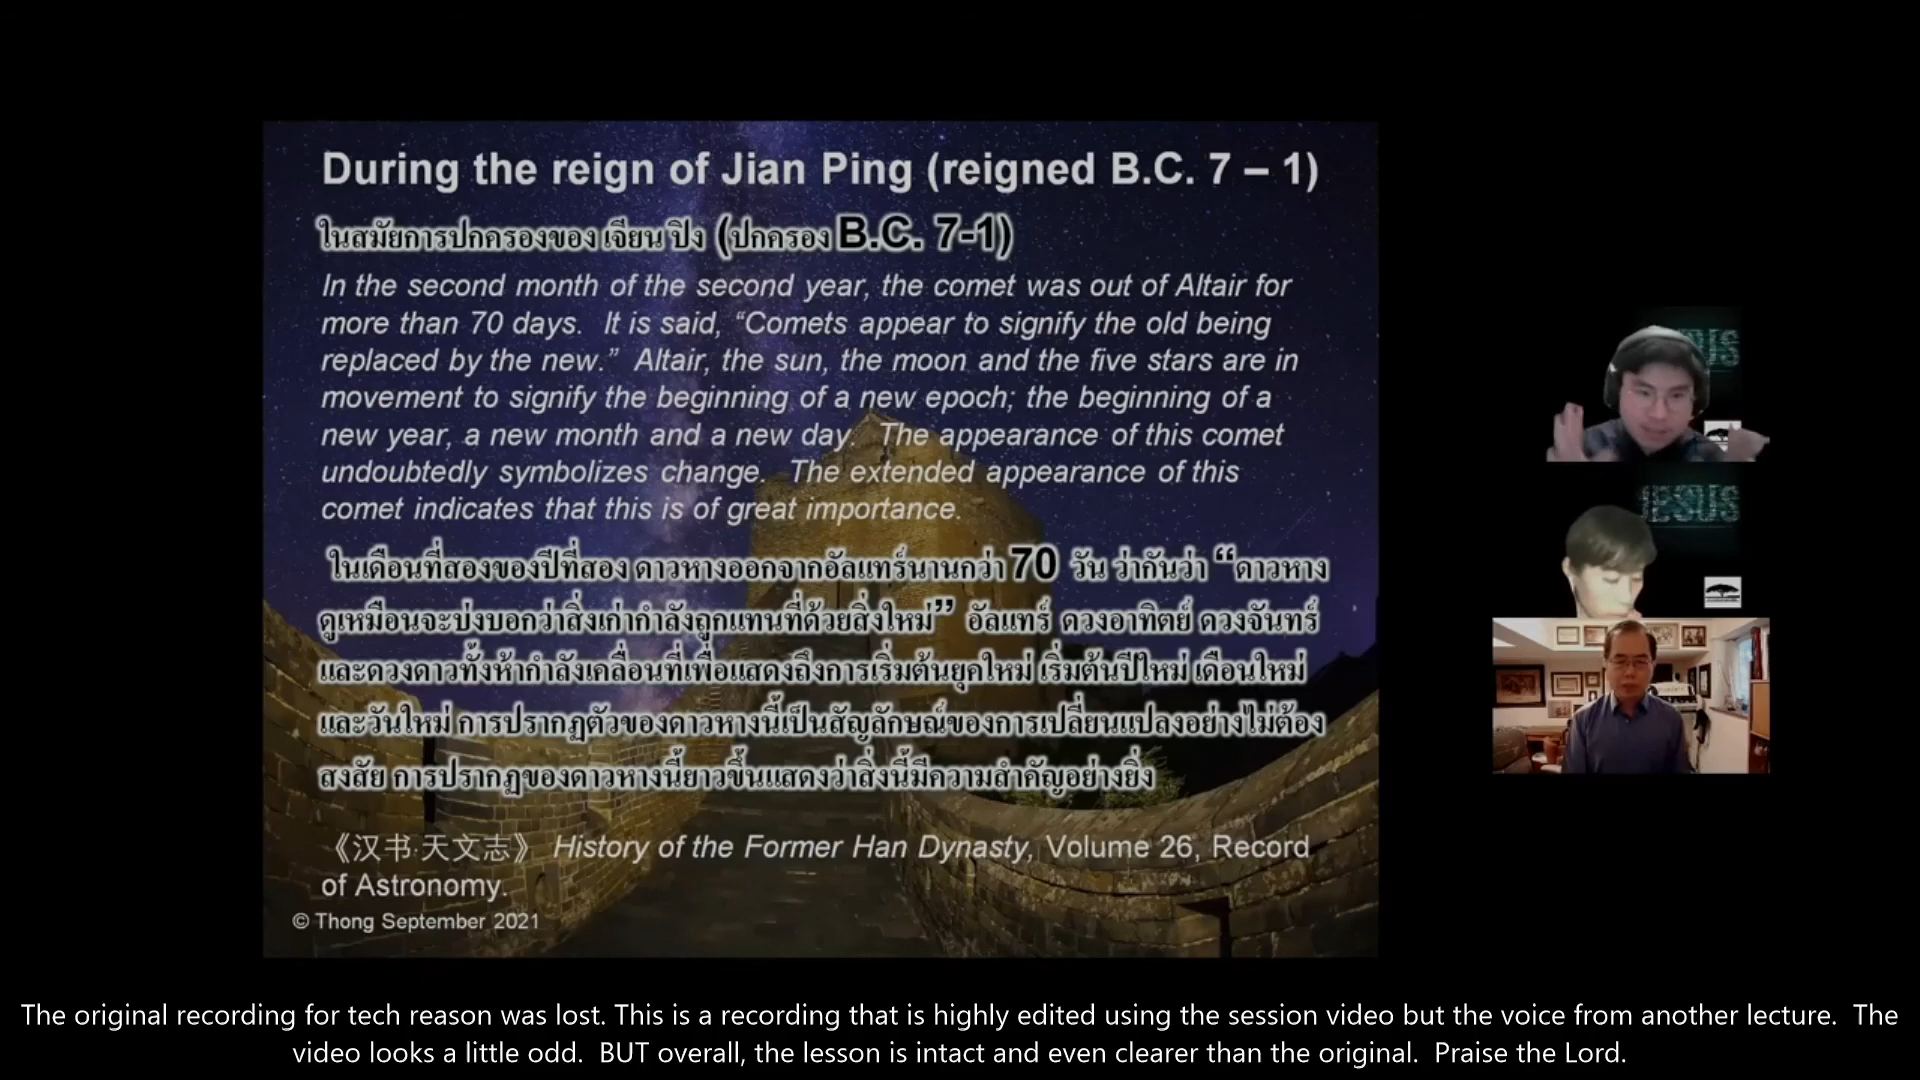 During the reign of Jian Ping (reigned B.C. 7 – 1)
ในสมัยการปกครองของ เจียน ปิง (ปกครอง B.C. 7-1)
In the second month of the second year, the comet was out of Altair for
more than 70 days. It is said, “Comets appear to signify the old being
replaced by the new.” Altair, the sun, the moon and the five stars are in
movement to signify the beginning of a new epoch; the beginning of a
new year, a new month and a new day. The appearance of this comet
undoubtedly symbolizes change. The extended appearance of this
comet indicates that this is of great importance.
ในเดือนที่สองของปีที่สอง ดาวหางออกจากอัลแทร์นานกว่า 70 วัน ว่ากันว่า “ดาวหาง
ดูเหมือนจะบ่งบอกว่าสิ่งเก่ากำลังถูกแทนที่ด้วยสิ่งใหม่” อัลแทร์ ดวงอาทิตย์ ดวงจันทร์
และดวงดาวทั้งห้ากำลังเคลื่อนที่เพื่อแสดงถึงการเริ่มต้นยุคใหม่ เริ่มต้นปีใหม่ เดือนใหม่
และวันใหม่ การปรากฏตัวของดาวหางนี้เป็นสัญลักษณ์ของการเปลี่ยนแปลงอย่างไม่ต้อง
สงสัย การปรากฏของดาวหางนี้ยาวขึ้นแสดงว่าสิ่งนี้มีความสำคัญอย่างยิ่ง
《汉书·天文志》 History of the Former Han Dynasty, Volume 26, Record
of Astronomy.
© Thong September 2021
JESUS
The original recording for tech reason was lost. This is a recording that is highly edited using the session video but the voice from another lecture. The
video looks a little odd. BUT overall, the lesson is intact and even clearer than the original. Praise the Lord.